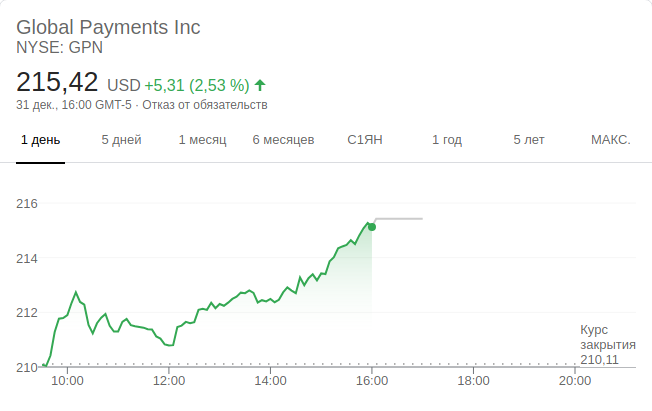 Global Payments Inc
NYSE: GPN
215,42 USD +5,31 (2,53 %)
31 дек., 16:00 GMT-5 · Отказ от обязательств
1 день 5 дней 1 месяц 6 месяцев С1ЯН 1 год 5 лет МАКС.
216
214
212
Курс
закрытия
210,11
210
10:00 12:00 14:00 16:00 18:00 20:00